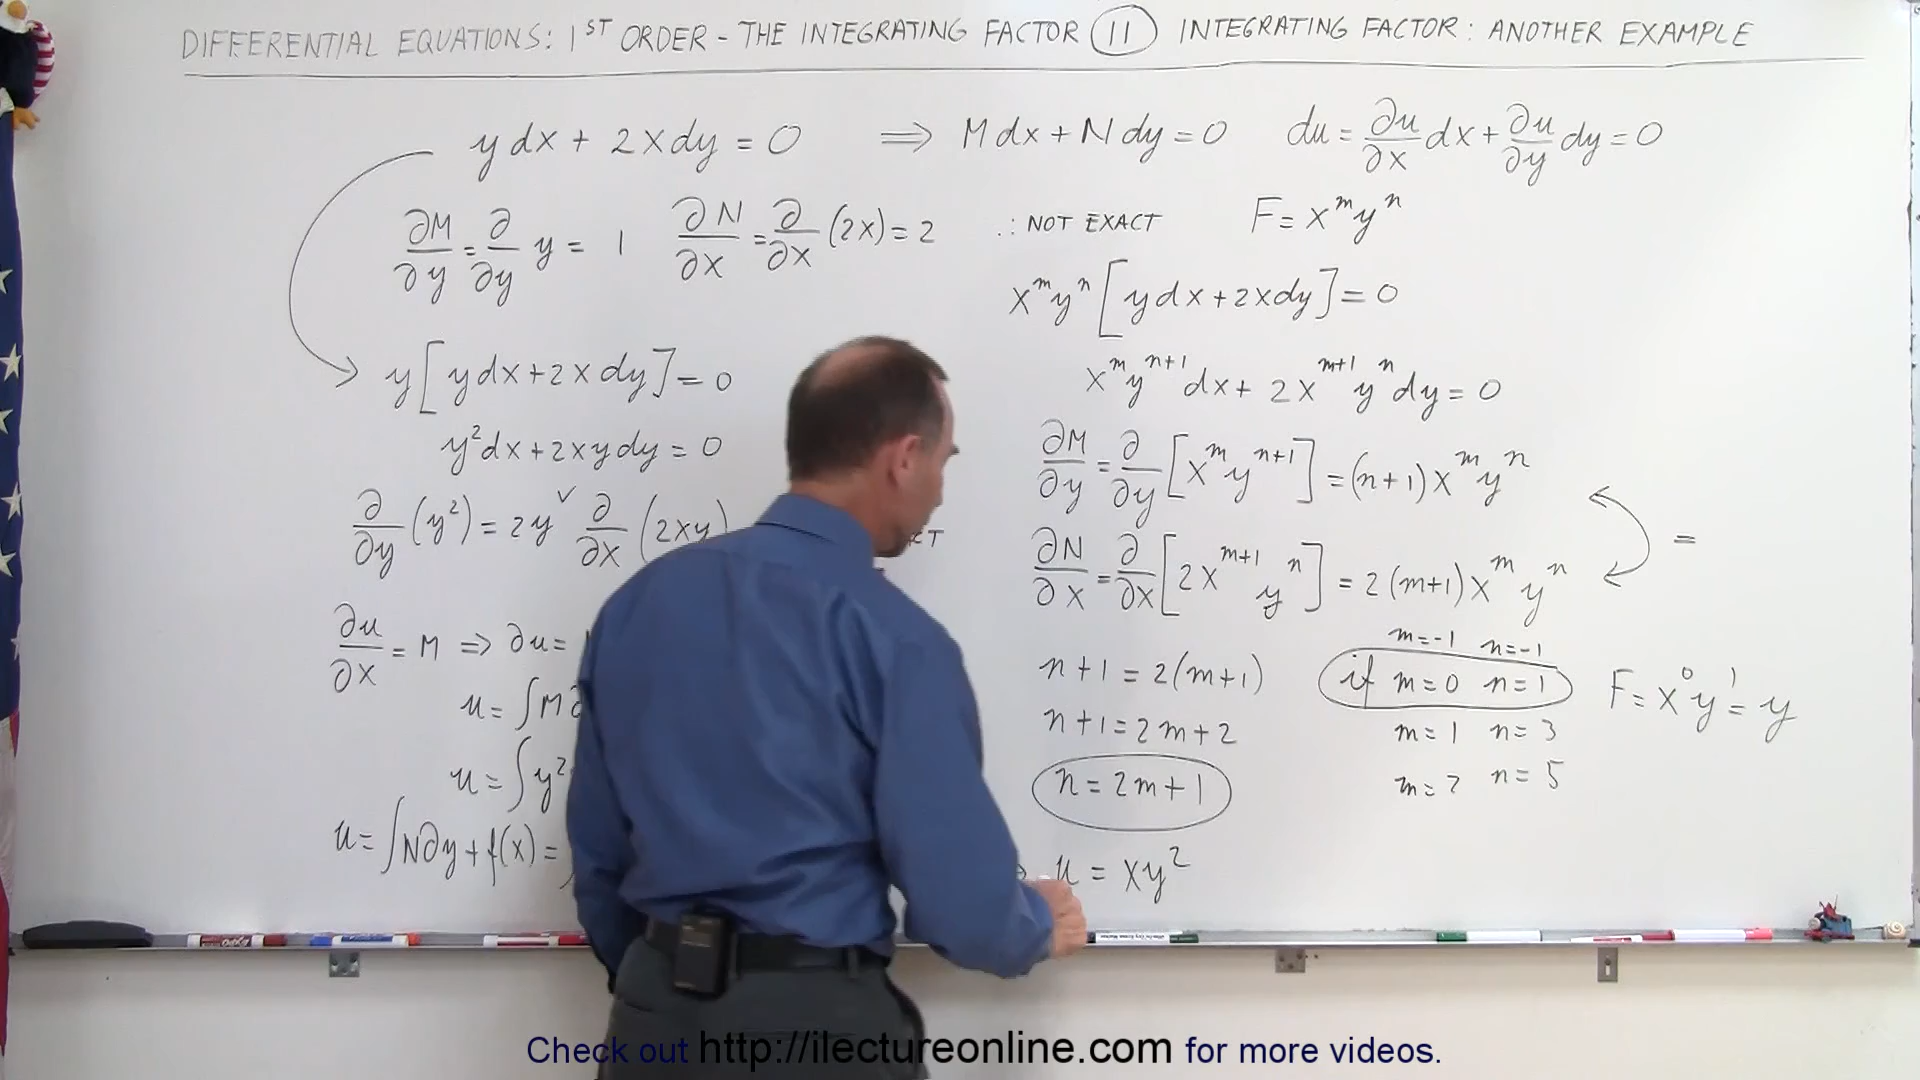 DIFFERENTIAL EQUATIONS: 1ST ORDER - THE INTEGRATING FACTOR (11) INTEGRATING FACTOR: ANOTHER EXAMPLE
y dx + 2x dy = 0 ⟹ M dx + N dy = 0 du = ∂u/∂x dx + ∂u/∂y dy = 0
∂M/∂y = ∂/∂y y = 1 ∂N/∂x = ∂/∂x (2x) = 2 ∴ NOT EXACT F = x^m y^n
y[y dx + 2x dy] = 0
y² dx + 2xy dy = 0
∂/∂y (y²) = 2y ✓ ∂/∂x (2xy)
∂u/∂x = M ⟹ ∂u =
u = ∫M∂
u = ∫y²
u = ∫N∂y + f(x) =
x^m y^n [y dx + 2x dy] = 0
x^m y^(n+1) dx + 2x^(m+1) y^n dy = 0
∂M/∂y = ∂/∂y [x^m y^(n+1)] = (n+1) x^m y^n
=
∂N/∂x = ∂/∂x [2x^(m+1) y^n] = 2(m+1) x^m y^n
n+1 = 2(m+1)
n+1 = 2m+2
n = 2m+1
u = xy²
m=-1 n=-1
if m=0 n=1 F = x^0 y^1 = y
m=1 n=3
m=2 n=5
Check out http://ilectureonline.com for more videos.